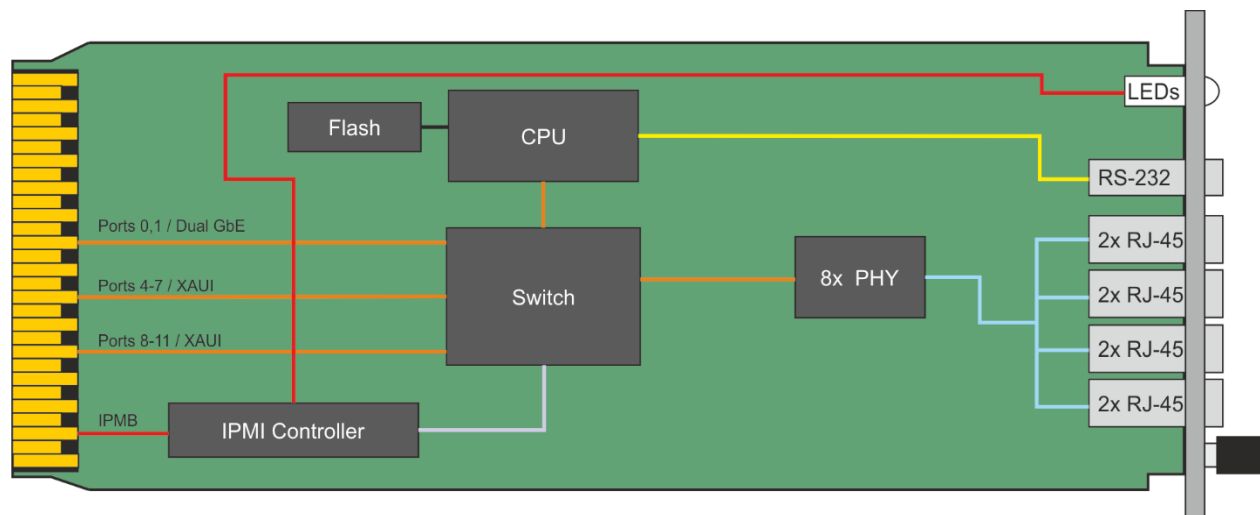 LEDs
Flash
CPU
RS-232
Ports 0,1 / Dual GbE
2x RJ-45
Ports 4-7 / XAUI
Switch
8x PHY
2x RJ-45
Ports 8-11 / XAUI
2x RJ-45
2x RJ-45
IPMB
IPMI Controller